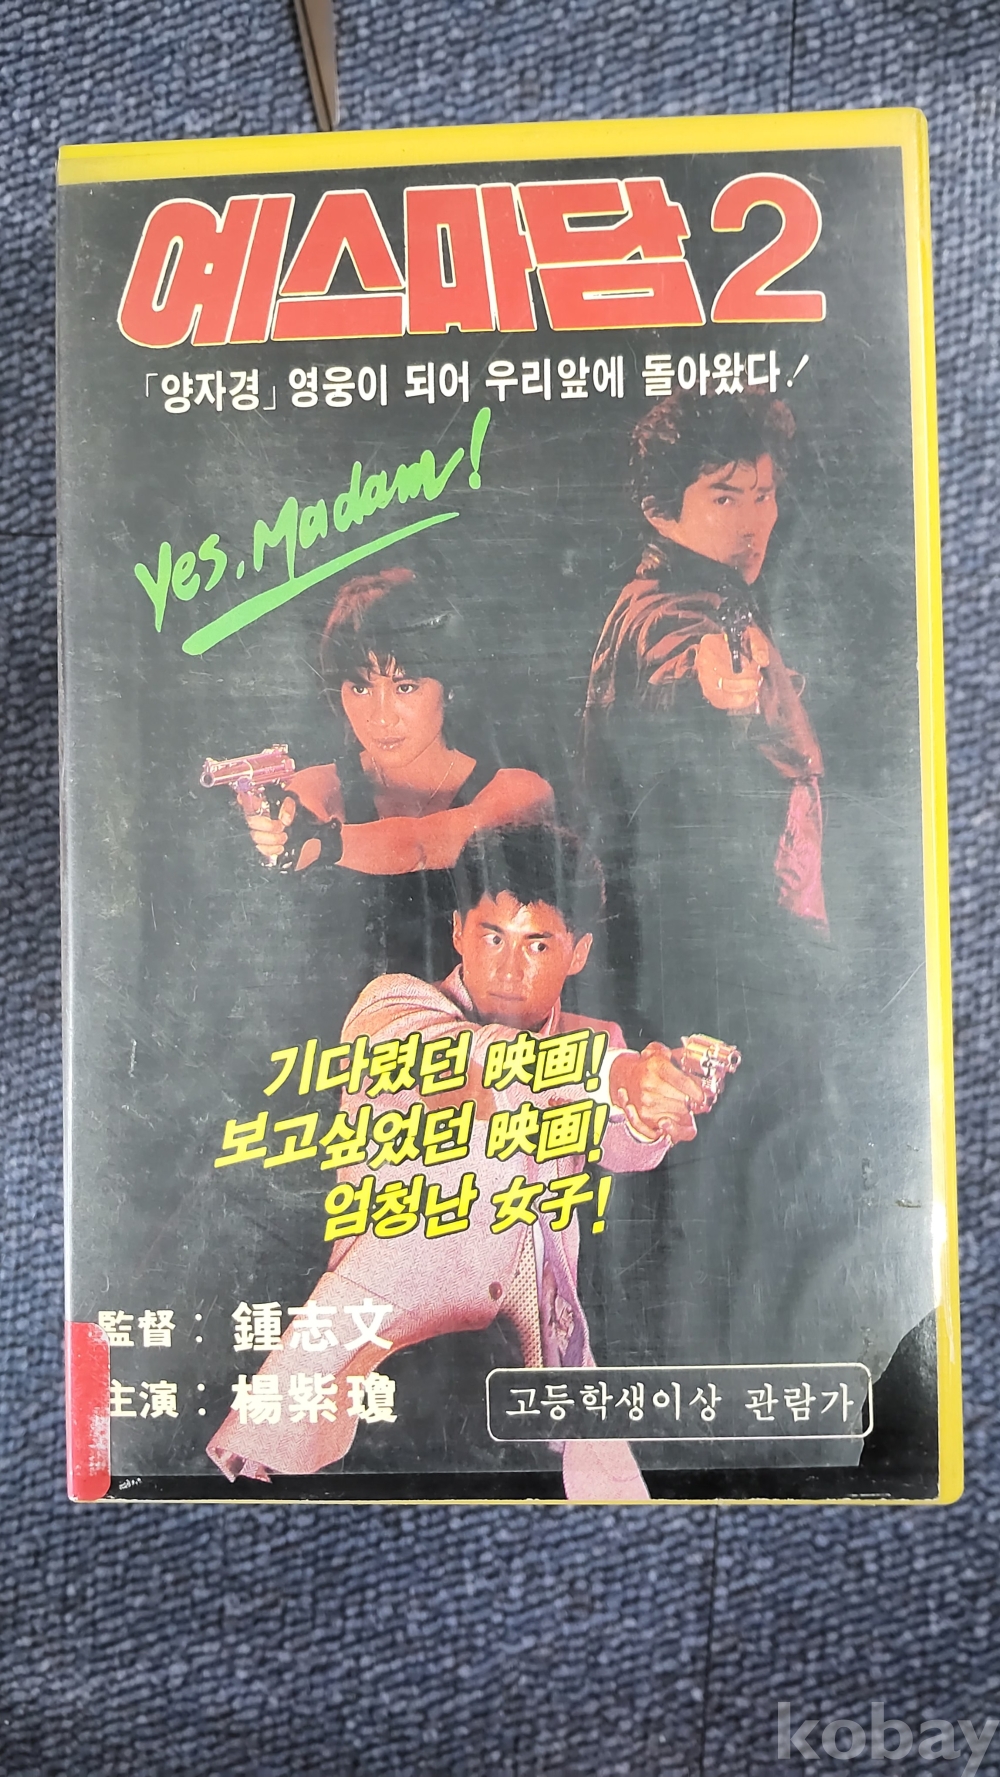 예스마담2
「양자경」영웅이 되어 우리앞에 돌아왔다!
Yes, Madam!
기다렸던 映画!
보고싶었던 映画!
엄청난 女子!
監督: 鍾志文
主演: 楊紫瓊
고등학생이상 관람가
kobay